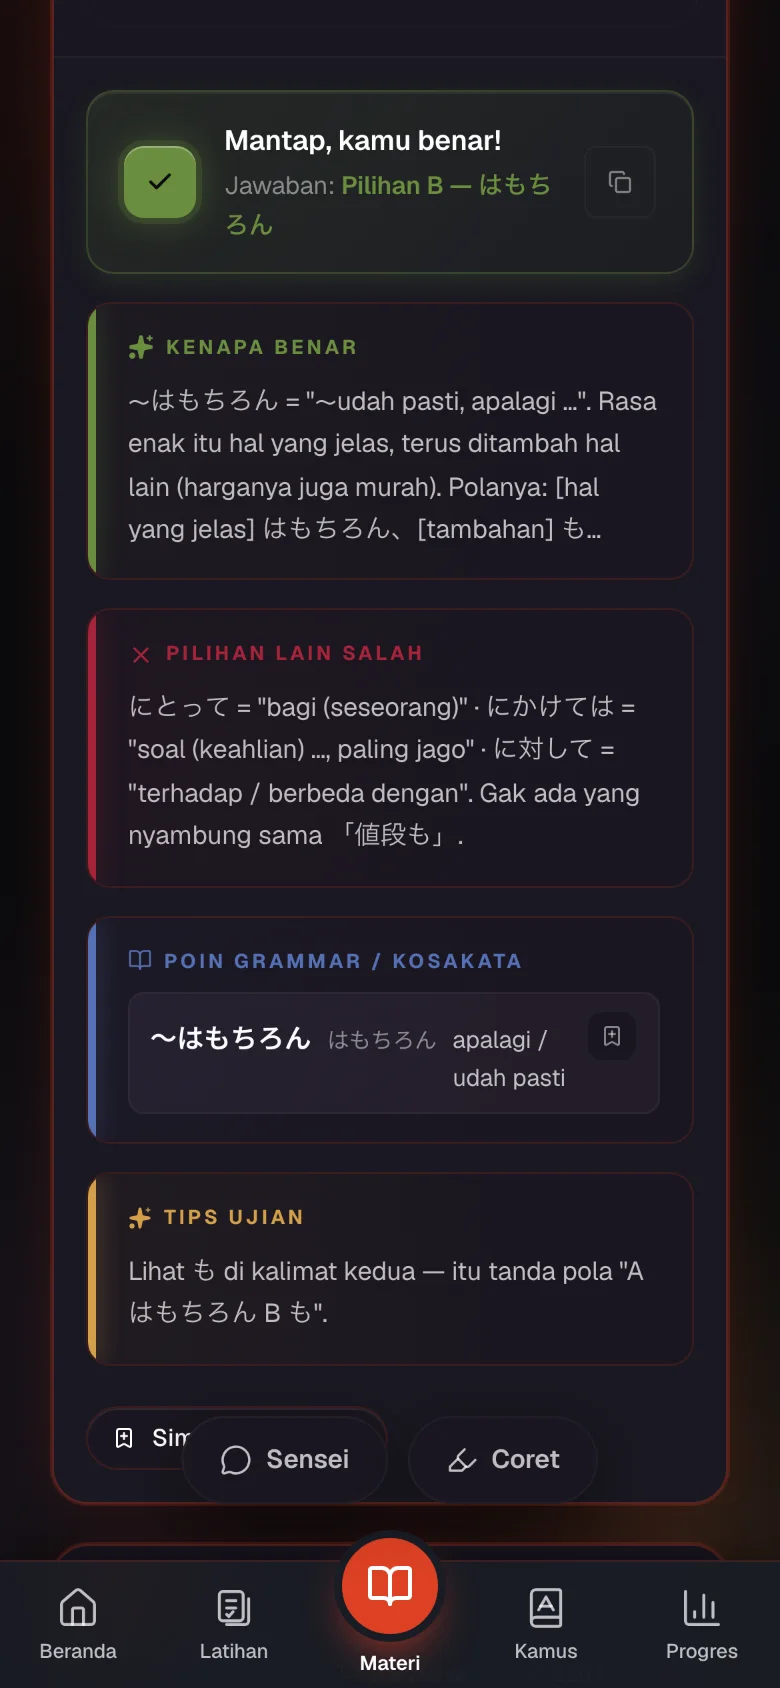 Mantap, kamu benar!
Jawaban: Pilihan B — はもち
ろん
KENAPA BENAR
〜はもちろん = "〜udah pasti, apalagi …". Rasa
enak itu hal yang jelas, terus ditambah hal
lain (harganya juga murah). Polanya: [hal
yang jelas] はもちろん、[tambahan] も…
PILIHAN LAIN SALAH
にとって = "bagi (seseorang)" · にかけては =
"soal (keahlian) …, paling jago" · に対して =
"terhadap / berbeda dengan". Gak ada yang
nyambung sama 「値段も」.
POIN GRAMMAR / KOSAKATA
〜はもちろん はもちろん apalagi /
udah pasti
TIPS UJIAN
Lihat も di kalimat kedua — itu tanda pola "A
はもちろん B も".
Sim
Sensei
Coret
Beranda
Latihan
Materi
Kamus
Progres